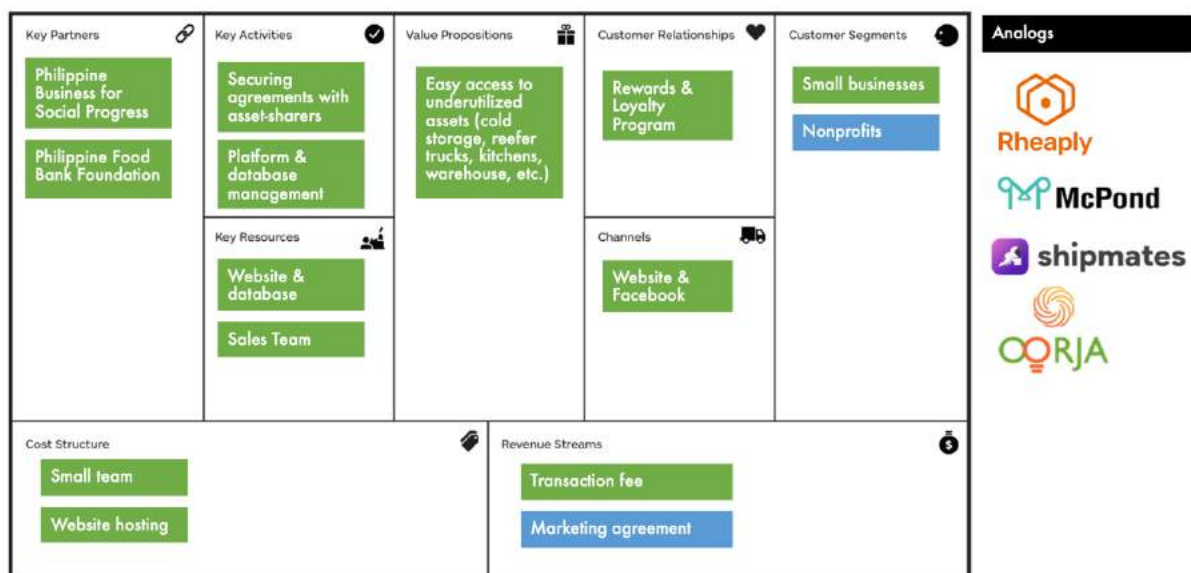 Key Partners
Philippine
Business for
Social Progress
Philippine Food
Bank Foundation
Key Activities
Securing
agreements with
asset-sharers
Platform &
database
management
Key Resources
Website &
database
Sales Team
Value Propositions
Easy access to
underutilized
assets (cold
storage, reefer
trucks, kitchens,
warehouse, etc.)
Customer Relationships
Rewards &
Loyalty
Program
Channels
Website &
Facebook
Customer Segments
Small businesses
Nonprofits
Cost Structure
Small team
Website hosting
Revenue Streams
$
Transaction fee
Marketing agreement
Analogs
Rheaply
McPond
shipmates
OORJA